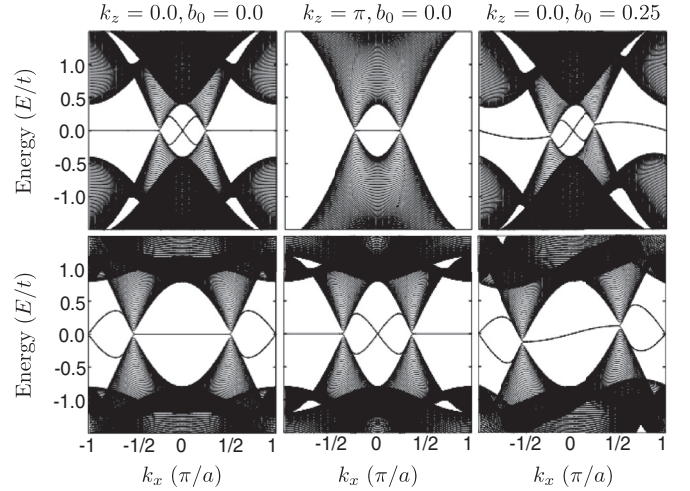 k_z = 0.0, b_0 = 0.0 k_z = π, b_0 = 0.0 k_z = 0.0, b_0 = 0.25
Energy (E/t)
1.0
0.5
0.0
-0.5
-1.0
Energy (E/t)
1.0
0.5
0.0
-0.5
-1.0
-1 -1/2 0 1/2 1 -1/2 0 1/2 1 -1/2 0 1/2 1
k_x (π/a) k_x (π/a) k_x (π/a)